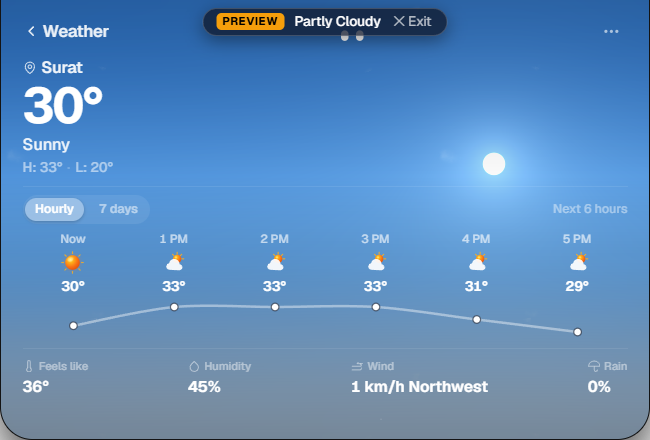 PREVIEW Partly Cloudy Exit
Weather
Surat
30°
Sunny
H: 33° · L: 20°
Hourly 7 days Next 6 hours
Now 1 PM 2 PM 3 PM 4 PM 5 PM
30° 33° 33° 33° 31° 29°
Feels like Humidity Wind Rain
36° 45% 1 km/h Northwest 0%